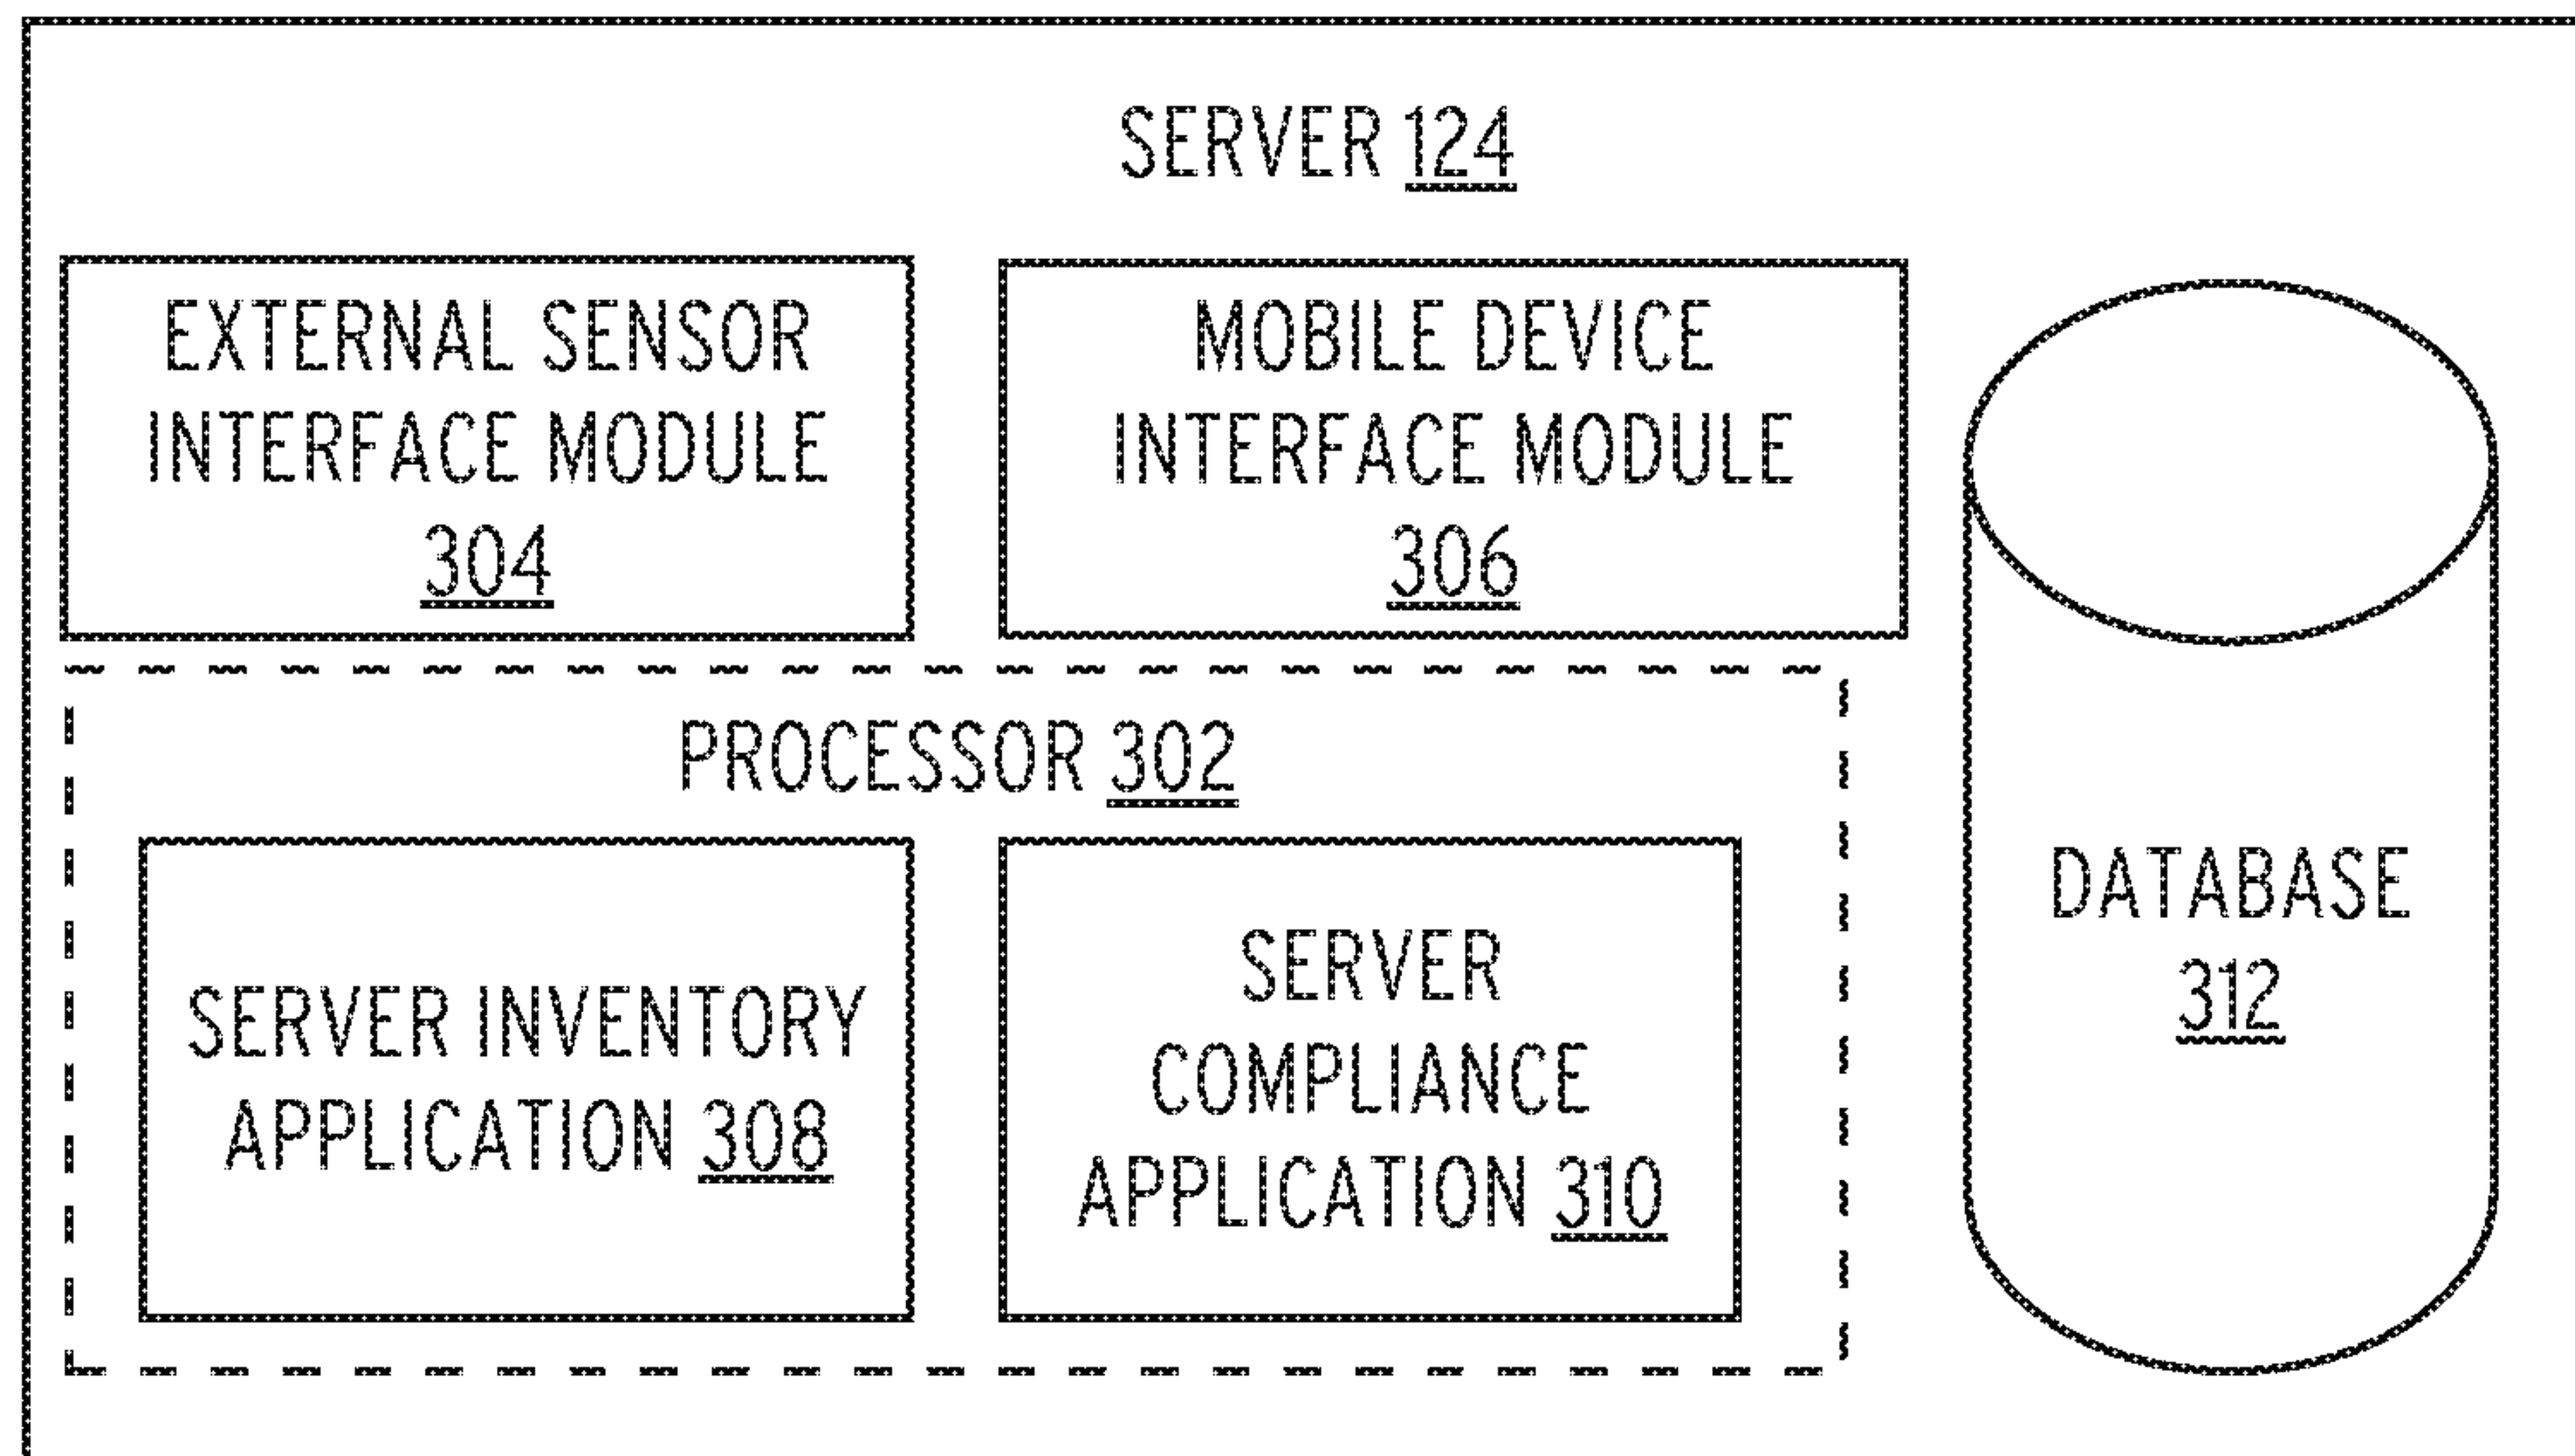 SERVER 124
EXTERNAL SENSOR
INTERFACE MODULE
304
MOBILE DEVICE
INTERFACE MODULE
306
PROCESSOR 302
SERVER INVENTORY
APPLICATION 308
SERVER
COMPLIANCE
APPLICATION 310
DATABASE
312